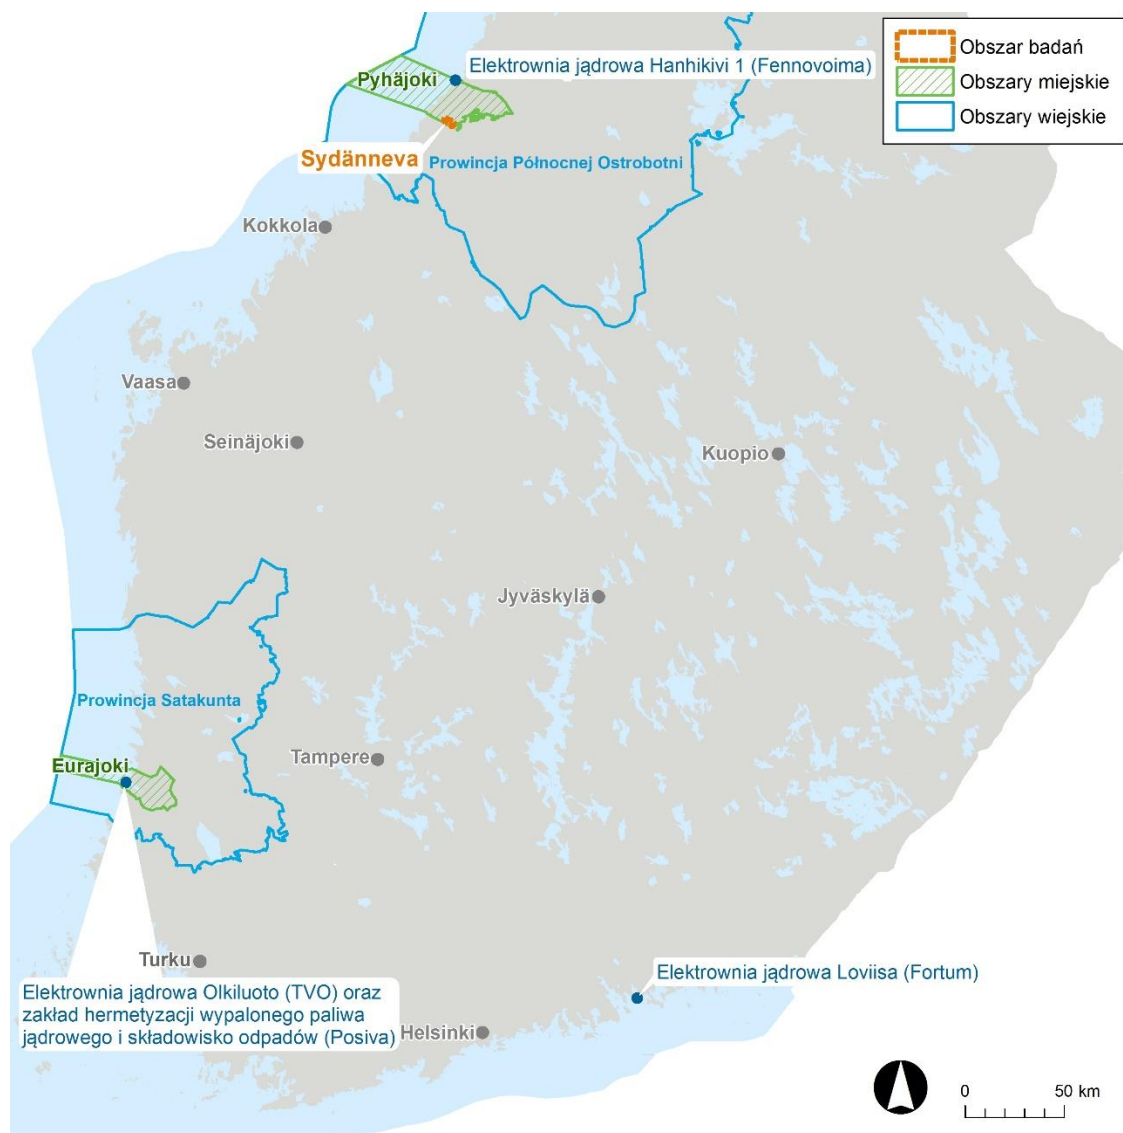 Obszar badań
Obszary miejskie
Obszary wiejskie
Elektrownia jądrowa Hanhikivi 1 (Fennovoima)
Pyhäjoki
Sydänneva
Prowincja Północnej Ostrobotni
Kokkola
Vaasa
Seinäjoki
Kuopio
Jyväskylä
Prowincja Satakunta
Eurajoki
Tampere
Turku
Elektrownia jądrowa Loviisa (Fortum)
Elektrownia jądrowa Olkiluoto (TVO) oraz
zakład hermetyzacji wypalonego paliwa
jądrowego i składowisko odpadów (Posiva)
Helsinki
0 50 km